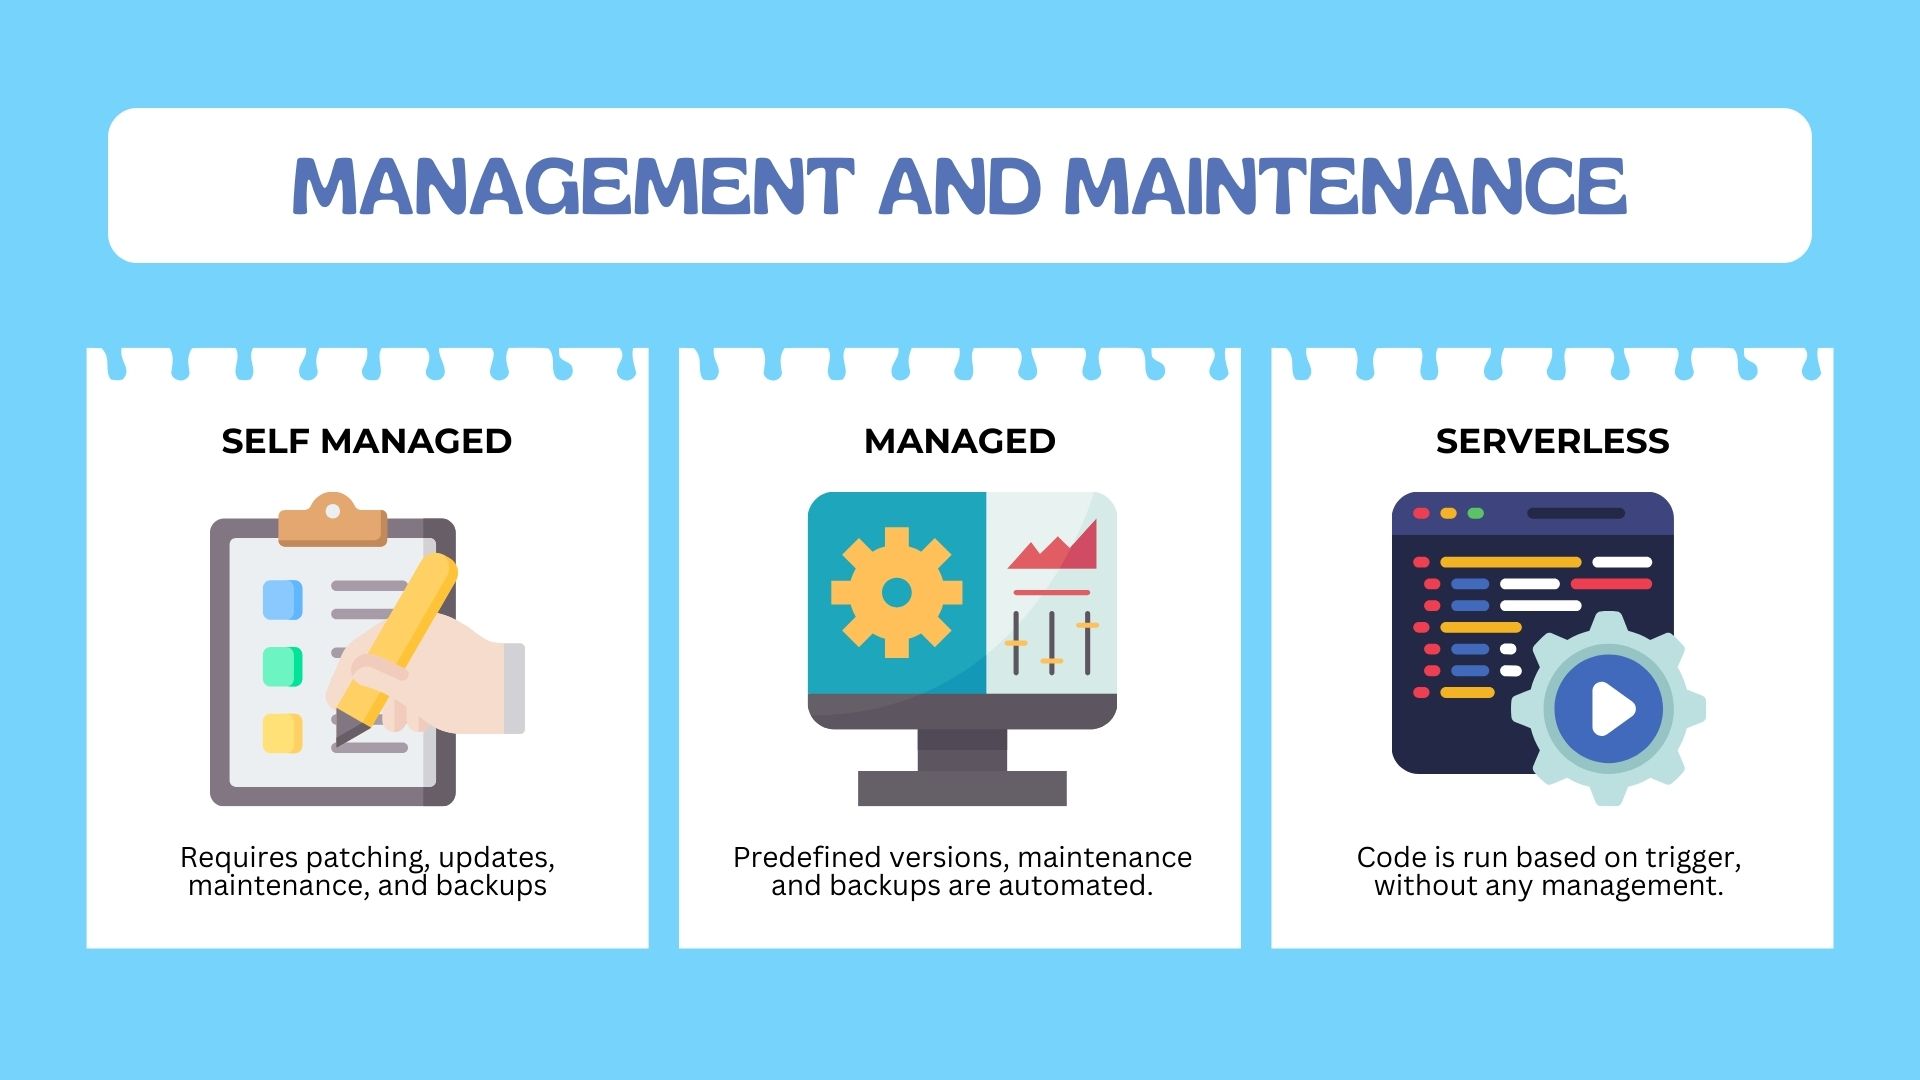 MANAGEMENT AND MAINTENANCE
SELF MANAGED
Requires patching, updates,
maintenance, and backups
MANAGED
Predefined versions, maintenance
and backups are automated.
SERVERLESS
Code is run based on trigger,
without any management.